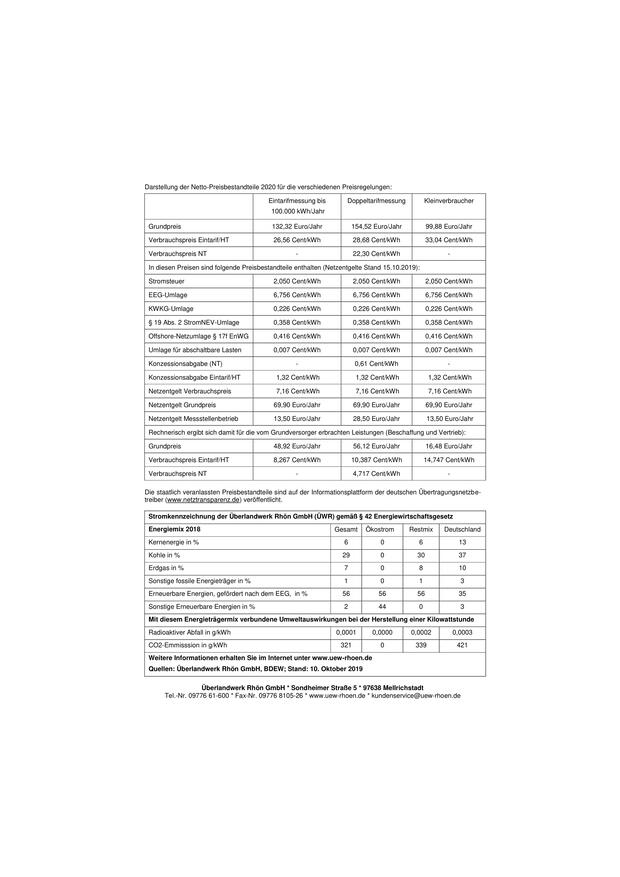 Darstellung der Netto-Preisbestandteile 2020 für die verschiedenen Preisregelungen:
Eintarifmessung bis 100.000 kWh/Jahr Doppeltarifmessung Kleinverbraucher
Grundpreis 132,32 Euro/Jahr 154,52 Euro/Jahr 99,88 Euro/Jahr
Verbrauchspreis Eintarif/HT 26,56 Cent/kWh 28,68 Cent/kWh 33,04 Cent/kWh
Verbrauchspreis NT - 22,30 Cent/kWh -
In diesen Preisen sind folgende Preisbestandteile enthalten (Netzentgelte Stand 15.10.2019):
Stromsteuer 2,050 Cent/kWh 2,050 Cent/kWh 2,050 Cent/kWh
EEG-Umlage 6,756 Cent/kWh 6,756 Cent/kWh 6,756 Cent/kWh
KWKG-Umlage 0,226 Cent/kWh 0,226 Cent/kWh 0,226 Cent/kWh
§ 19 Abs. 2 StromNEV-Umlage 0,358 Cent/kWh 0,358 Cent/kWh 0,358 Cent/kWh
Offshore-Netzumlage § 17f EnWG 0,416 Cent/kWh 0,416 Cent/kWh 0,416 Cent/kWh
Umlage für abschaltbare Lasten 0,007 Cent/kWh 0,007 Cent/kWh 0,007 Cent/kWh
Konzessionsabgabe (NT) - 0,61 Cent/kWh -
Konzessionsabgabe Eintarif/HT 1,32 Cent/kWh 1,32 Cent/kWh 1,32 Cent/kWh
Netzentgelt Verbrauchspreis 7,16 Cent/kWh 7,16 Cent/kWh 7,16 Cent/kWh
Netzentgelt Grundpreis 69,90 Euro/Jahr 69,90 Euro/Jahr 69,90 Euro/Jahr
Netzentgelt Messstellenbetrieb 13,50 Euro/Jahr 28,50 Euro/Jahr 13,50 Euro/Jahr
Rechnerisch ergibt sich damit für die vom Grundversorger erbrachten Leistungen (Beschaffung und Vertrieb):
Grundpreis 48,92 Euro/Jahr 56,12 Euro/Jahr 16,48 Euro/Jahr
Verbrauchspreis Eintarif/HT 8,267 Cent/kWh 10,387 Cent/kWh 14,747 Cent/kWh
Verbrauchspreis NT - 4,717 Cent/kWh -
Die staatlich veranlassten Preisbestandteile sind auf der Informationsplattform der deutschen Übertragungsnetzbe-
treiber (www.netztransparenz.de) veröffentlicht.
Stromkennzeichnung der Überlandwerk Rhön GmbH (ÜWR) gemäß § 42 Energiewirtschaftsgesetz
Energiemix 2018 Gesamt Ökostrom Restmix Deutschland
Kernenergie in % 6 0 6 13
Kohle in % 29 0 30 37
Erdgas in % 7 0 8 10
Sonstige fossile Energieträger in % 1 0 1 3
Erneuerbare Energien, gefördert nach dem EEG, in % 56 56 56 35
Sonstige Erneuerbare Energien in % 2 44 0 3
Mit diesem Energieträgermix verbundene Umweltauswirkungen bei der Herstellung einer Kilowattstunde
Radioaktiver Abfall in g/kWh 0,0001 0,0000 0,0002 0,0003
CO2-Emmisssion in g/kWh 321 0 339 421
Weitere Informationen erhalten Sie im Internet unter www.uew-rhoen.de
Quellen: Überlandwerk Rhön GmbH, BDEW; Stand: 10. Oktober 2019
Überlandwerk Rhön GmbH * Sondheimer Straße 5 * 97638 Mellrichstadt
Tel.-Nr. 09776 61-600 * Fax-Nr. 09776 8105-26 * www.uew-rhoen.de * kundenservice@uew-rhoen.de